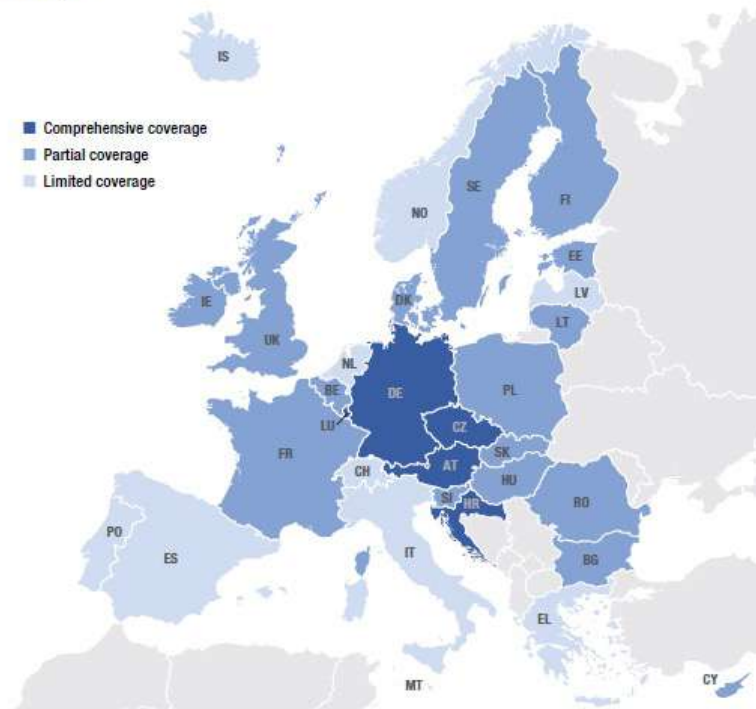 IS
Comprehensive coverage
Partial coverage
Limited coverage
SE
NO
FI
EE
LV
LT
DK
IE
UK
NL
BE
DE
PL
LU
CZ
FR
SK
CH
AT
HU
SI
HR
RO
PO
ES
IT
BG
EL
MT
CY